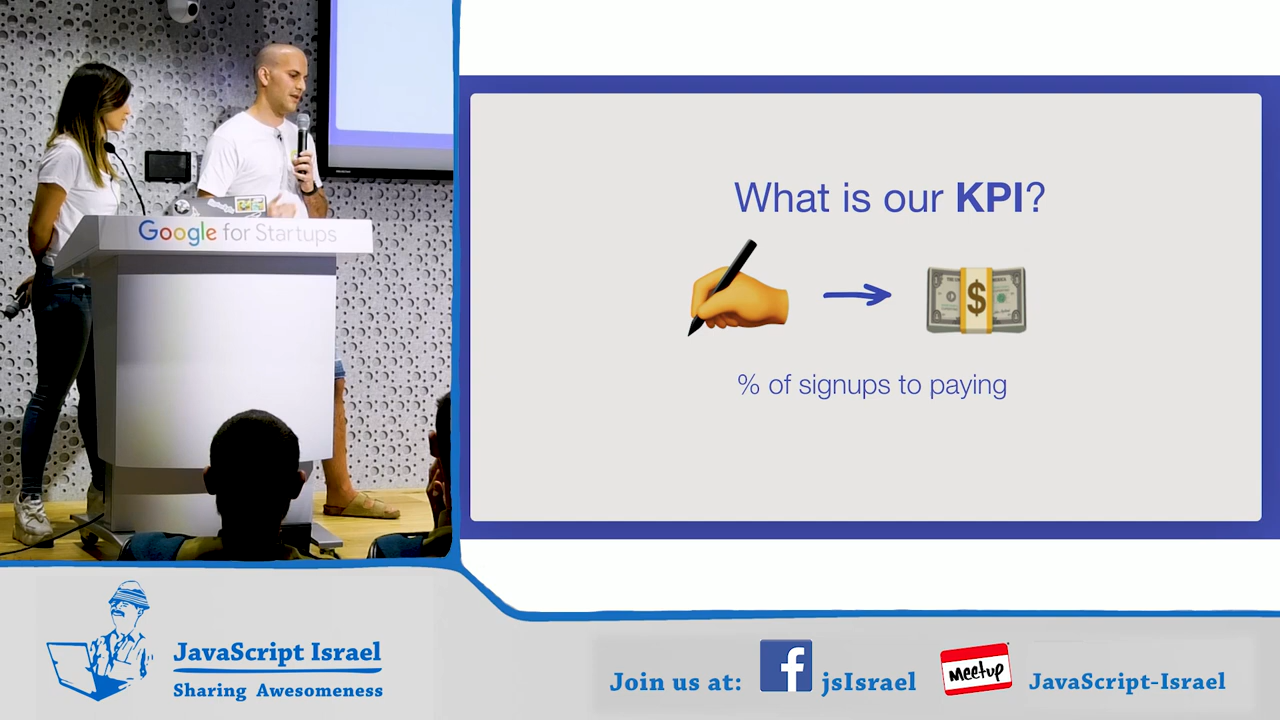 Google for Startups
What is our KPI?
$
% of signups to paying
JavaScript Israel
Sharing Awesomeness
Join us at:
f
jsIsrael
meetup
JavaScript-Israel